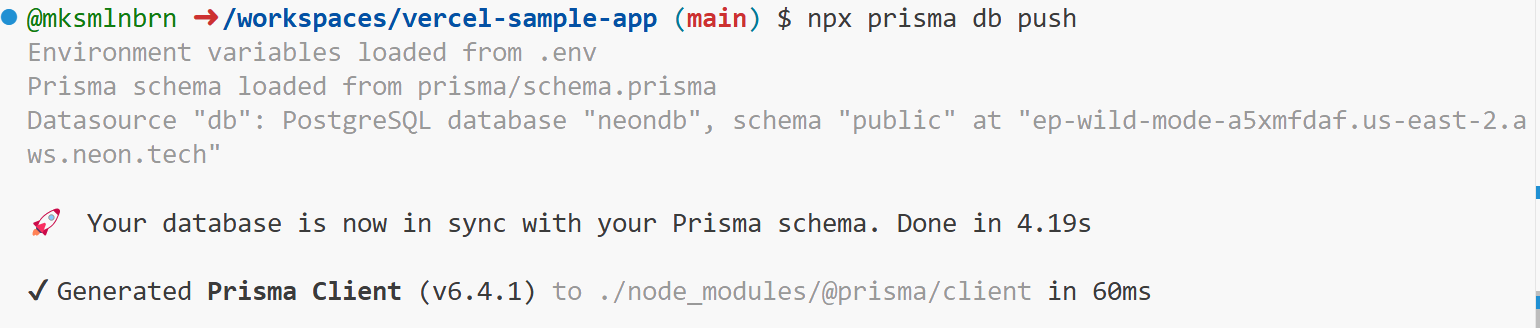 @mksmlnbrn ➜/workspaces/vercel-sample-app (main) $ npx prisma db push
Environment variables loaded from .env
Prisma schema loaded from prisma/schema.prisma
Datasource "db": PostgreSQL database "neondb", schema "public" at "ep-wild-mode-a5xmfdaf.us-east-2.a
ws.neon.tech"
🚀 Your database is now in sync with your Prisma schema. Done in 4.19s
✔ Generated Prisma Client (v6.4.1) to ./node_modules/@prisma/client in 60ms